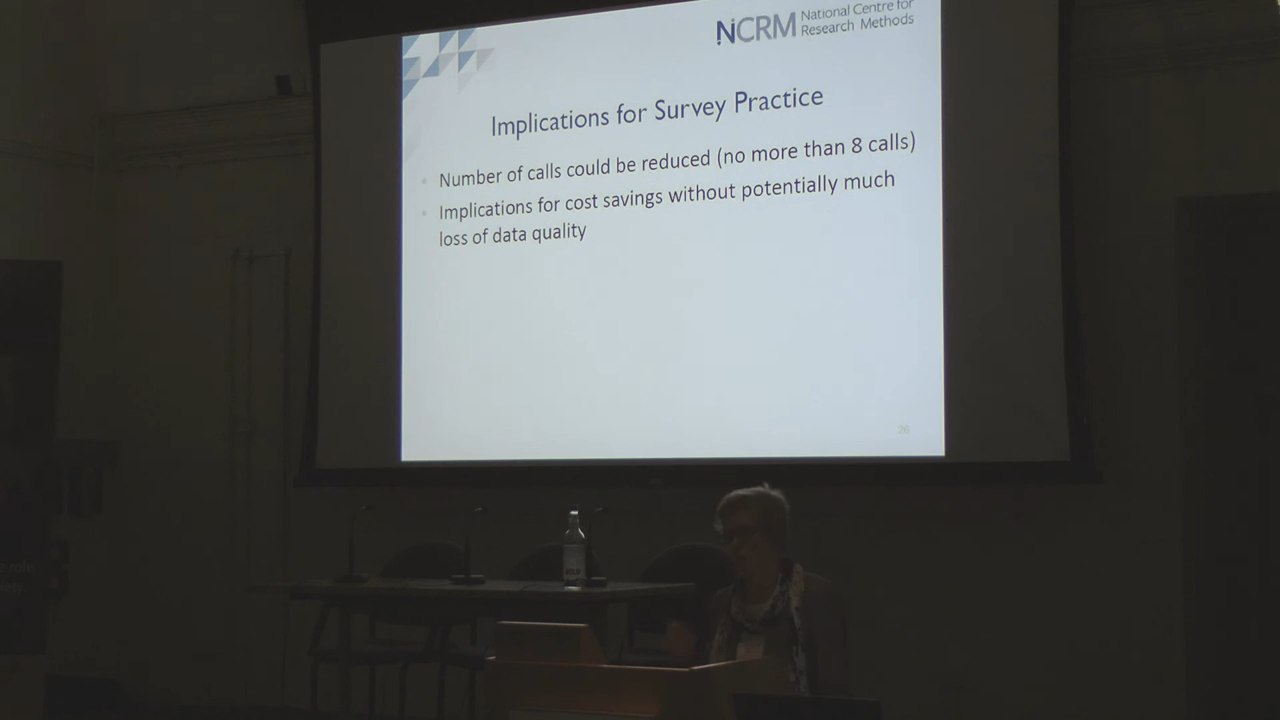 NCRM National Centre for
Research Methods
Implications for Survey Practice
Number of calls could be reduced (no more than 8 calls)
Implications for cost savings without potentially much
loss of data quality